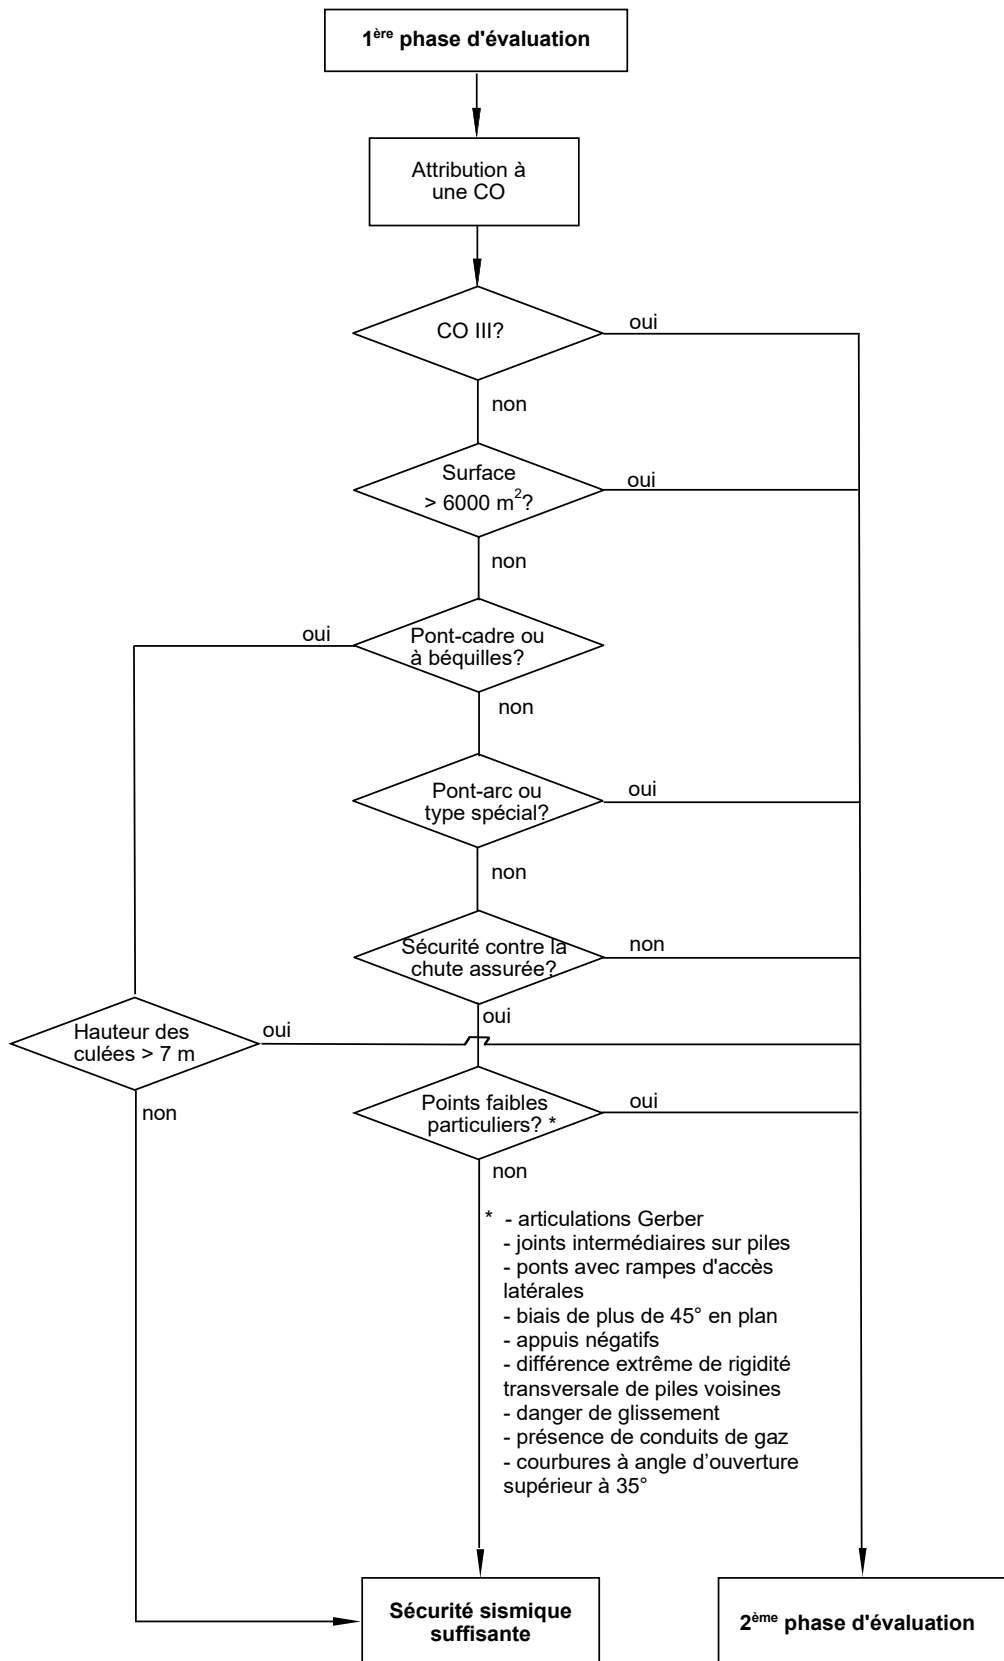 1ère phase d'évaluation
Attribution à
une CO
CO III?
oui
non
Surface
> 6000 m²?
oui
non
oui
Pont-cadre ou
à béquilles?
non
Pont-arc ou
type spécial?
oui
non
Sécurité contre la
chute assurée?
non
oui
Hauteur des
culées > 7 m
oui
non
Points faibles
particuliers? *
oui
non
* - articulations Gerber
- joints intermédiaires sur piles
- ponts avec rampes d'accès
latérales
- biais de plus de 45° en plan
- appuis négatifs
- différence extrême de rigidité
transversale de piles voisines
- danger de glissement
- présence de conduits de gaz
- courbures à angle d’ouverture
supérieur à 35°
Sécurité sismique
suffisante
2ème phase d'évaluation